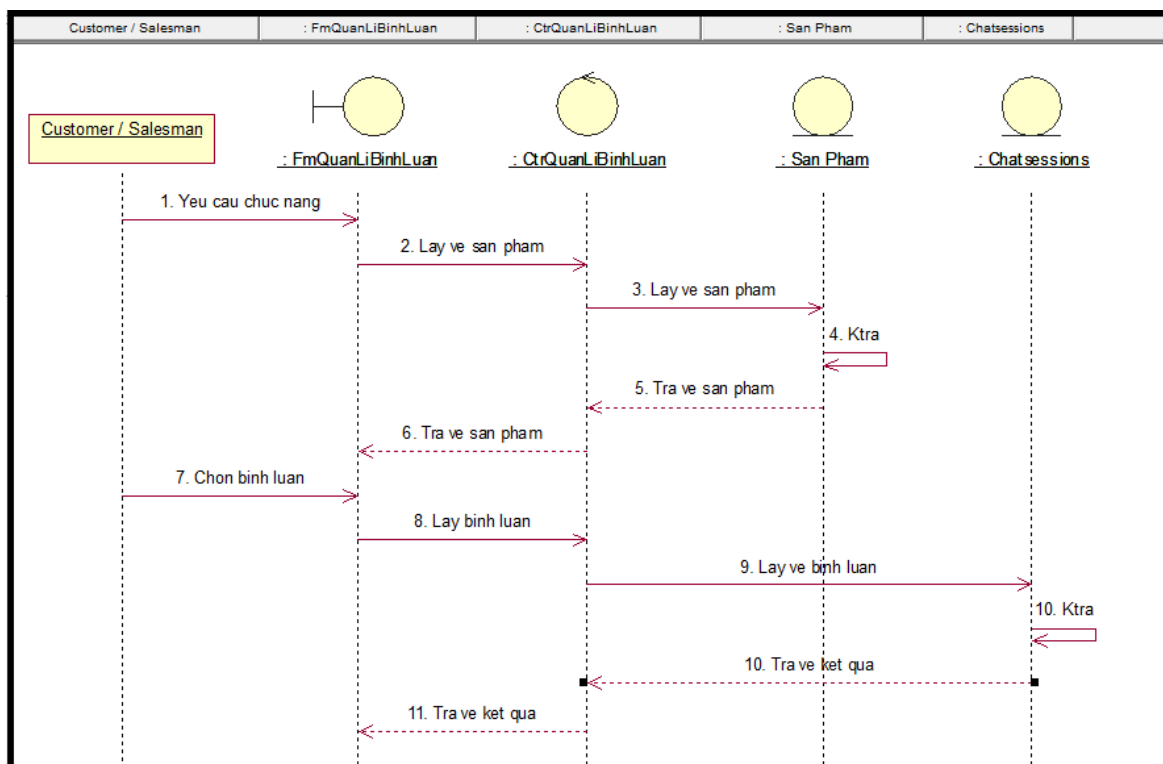 Customer / Salesman
: FmQuanLiBinhLuan
: CtrQuanLiBinhLuan
: San Pham
: Chatsessions
Customer / Salesman
: FmQuanLiBinhLuan
: CtrQuanLiBinhLuan
: San Pham
: Chatsessions
1. Yeu cau chuc nang
2. Lay ve san pham
3. Lay ve san pham
4. Ktra
5. Tra ve san pham
6. Tra ve san pham
7. Chon binh luan
8. Lay binh luan
9. Lay ve binh luan
10. Ktra
10. Tra ve ket qua
11. Tra ve ket qua